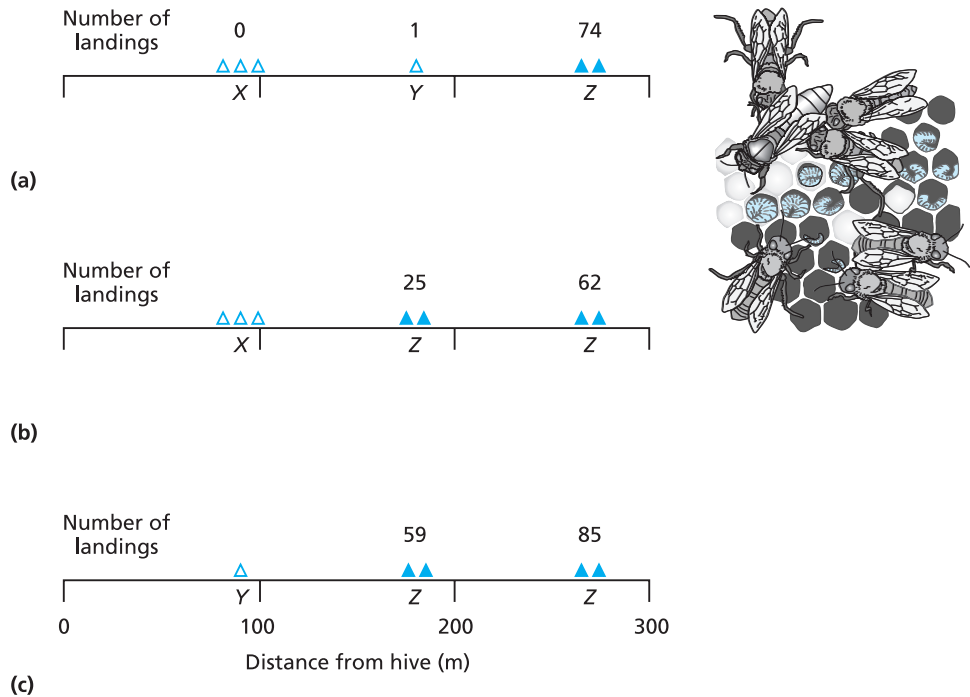 Number of landings 0 1 74
X Y Z
(a)
Number of landings 25 62
X Z Z
(b)
Number of landings 59 85
Y Z Z
0 100 200 300
Distance from hive (m)
(c)